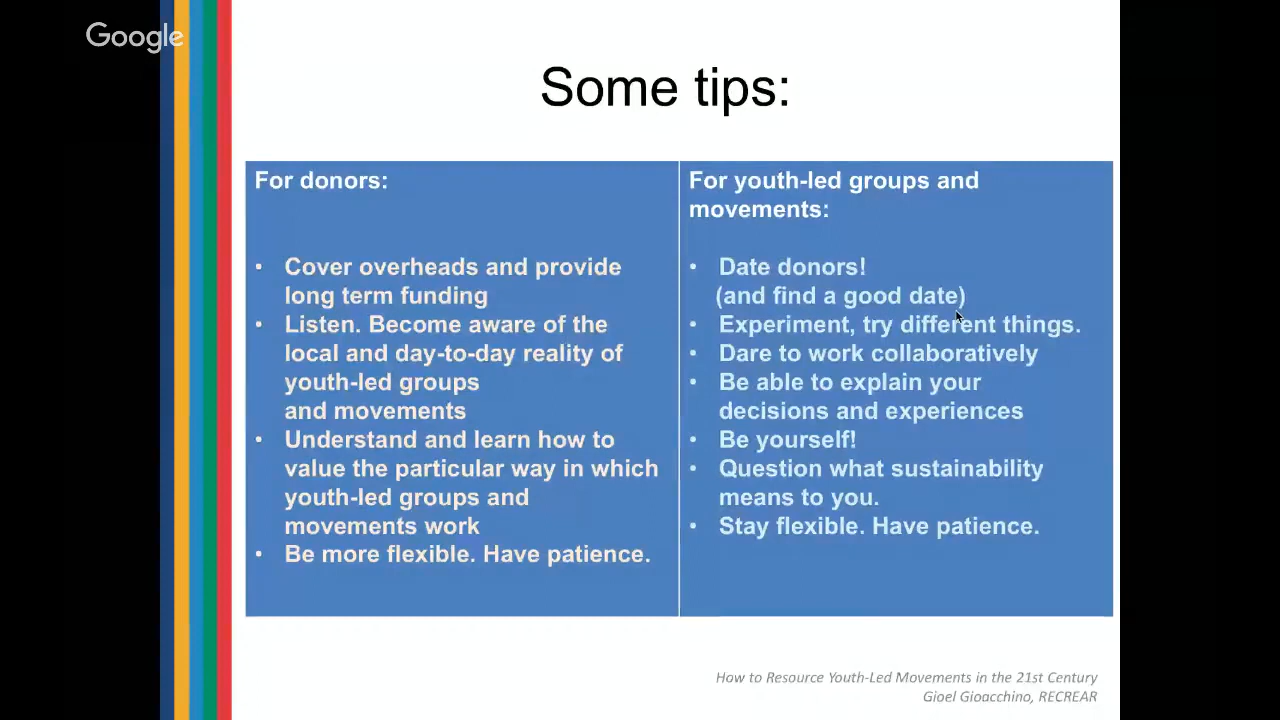 Google
Some tips:
For donors:
• Cover overheads and provide
long term funding
• Listen. Become aware of the
local and day-to-day reality of
youth-led groups
and movements
• Understand and learn how to
value the particular way in which
youth-led groups and
movements work
• Be more flexible. Have patience.
For youth-led groups and
movements:
• Date donors!
(and find a good date)
• Experiment, try different things.
• Dare to work collaboratively
• Be able to explain your
decisions and experiences
• Be yourself!
• Question what sustainability
means to you.
• Stay flexible. Have patience.
How to Resource Youth-Led Movements in the 21st Century
Gioel Gioacchino, RECREAR